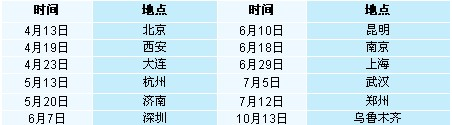 时间 地点 时间 地点
4月13日 北京 6月10日 昆明
4月19日 西安 6月18日 南京
4月23日 大连 6月29日 上海
5月13日 杭州 7月5日 武汉
5月20日 济南 7月12日 郑州
6月7日 深圳 10月13日 乌鲁木齐